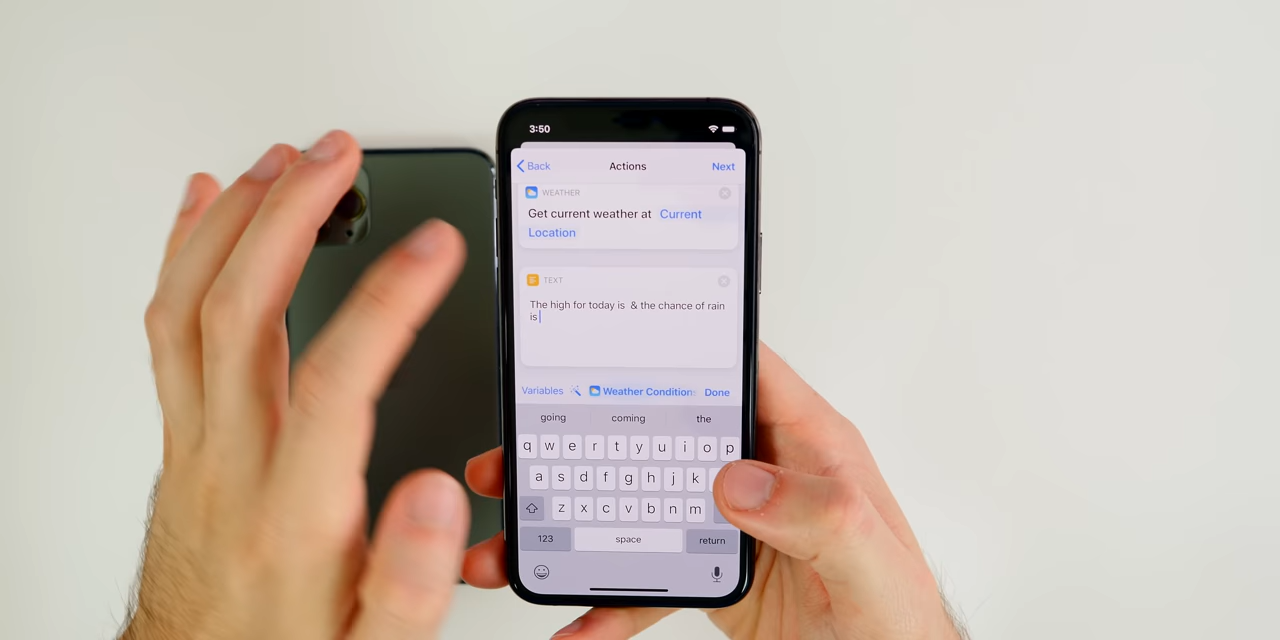 3:50
Back Actions Next
WEATHER
Get current weather at Current
Location
TEXT
The high for today is & the chance of rain
is
Variables Weather Condition Done
going coming the
q w e r t y u i o p
a s d f g h j k
z x c v b n m
123 space return